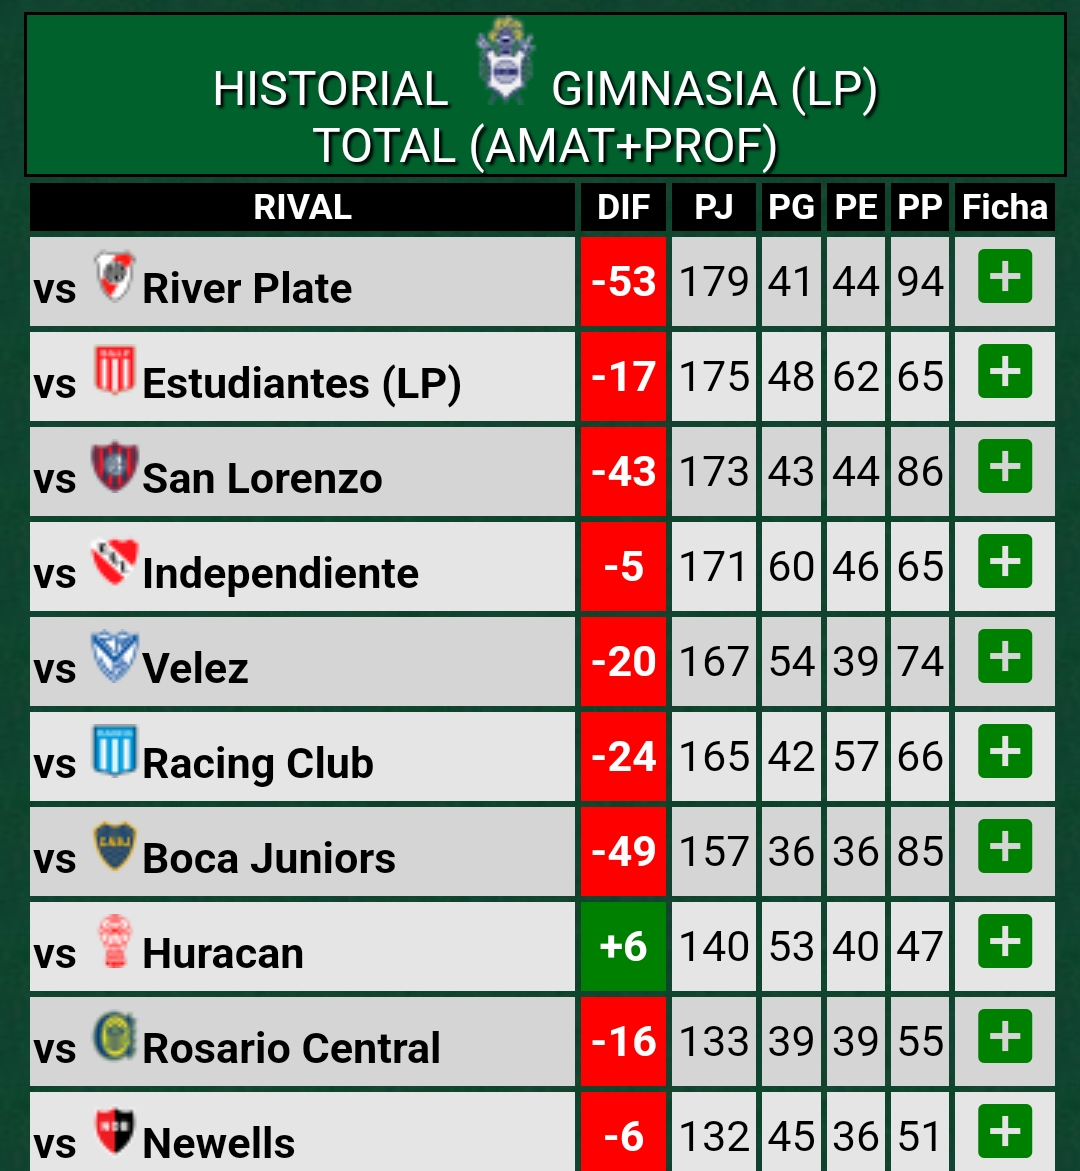 HISTORIAL GIMNASIA (LP)
TOTAL (AMAT+PROF)
RIVAL DIF PJ PG PE PP Ficha
vs River Plate -53 179 41 44 94 +
vs Estudiantes (LP) -17 175 48 62 65 +
vs San Lorenzo -43 173 43 44 86 +
vs Independiente -5 171 60 46 65 +
vs Velez -20 167 54 39 74 +
vs Racing Club -24 165 42 57 66 +
vs Boca Juniors -49 157 36 36 85 +
vs Huracan +6 140 53 40 47 +
vs Rosario Central -16 133 39 39 55 +
vs Newells -6 132 45 36 51 +